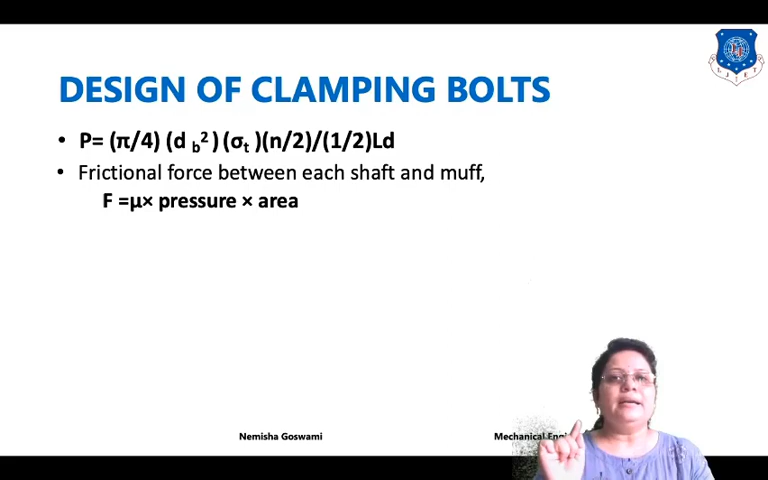 DESIGN OF CLAMPING BOLTS
• P= (π/4) (d b²) (σt )(n/2)/(1/2)Ld
• Frictional force between each shaft and muff,
F =μ× pressure × area
Nemisha Goswami
Mechanical